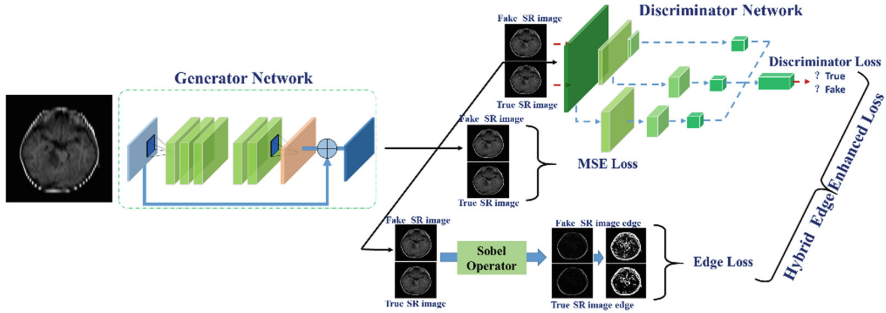 Fake SR image
Discriminator Network
Generator Network
True SR image
Discriminator Loss
? True
? Fake
Fake SR image
MSE Loss
True SR image
Fake SR image
Sobel
Operator
True SR image
Fake SR image edge
True SR image edge
Edge Loss
Hybrid Edge Enhanced Loss